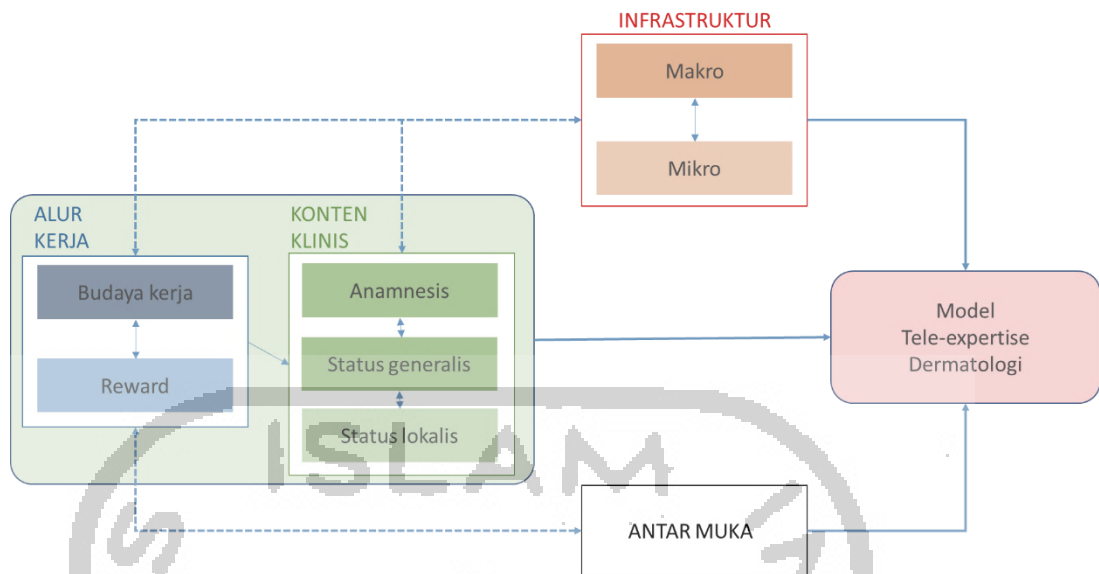 INFRASTRUKTUR
Makro
Mikro
ALUR
KERJA
Budaya kerja
Reward
KONTEN
KLINIS
Anamnesis
Status generalis
Status lokalis
Model
Tele-expertise
Dermatologi
ANTAR MUKA
S ISLAM